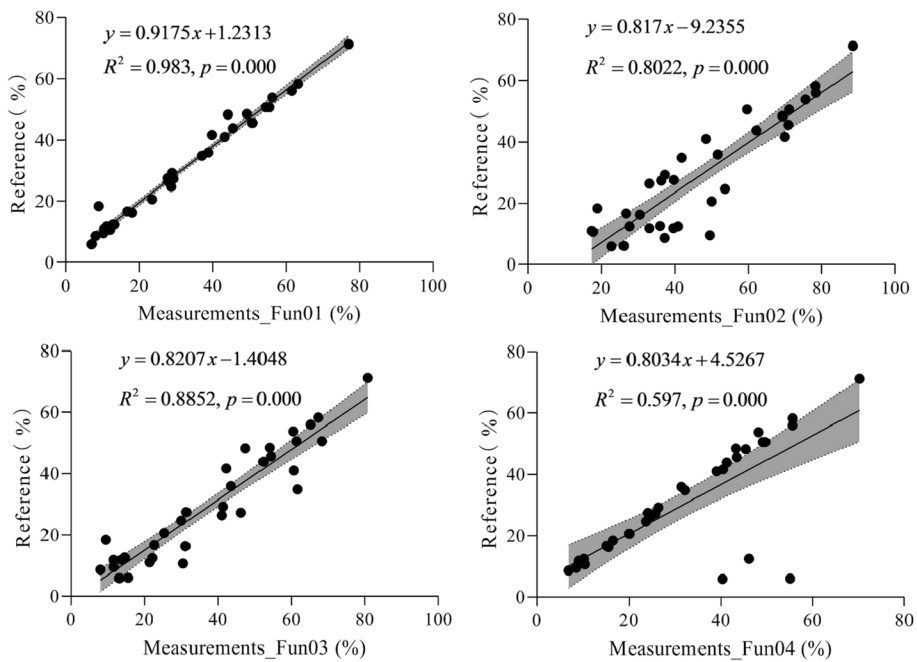 y = 0.9175x+1.2313
R² = 0.983, p = 0.000
Reference ( %)
80
60
40
20
0
0 20 40 60 80 100
Measurements_Fun01 (%)
y = 0.817x−9.2355
R² = 0.8022, p = 0.000
Reference ( %)
80
60
40
20
0
0 20 40 60 80 100
Measurements_Fun02 (%)
y = 0.8207x−1.4048
R² = 0.8852, p = 0.000
Reference ( %)
80
60
40
20
0
0 20 40 60 80 100
Measurements_Fun03 (%)
y = 0.8034x+4.5267
R² = 0.597, p = 0.000
Reference ( %)
80
60
40
20
0
0 20 40 60 80
Measurements_Fun04 (%)